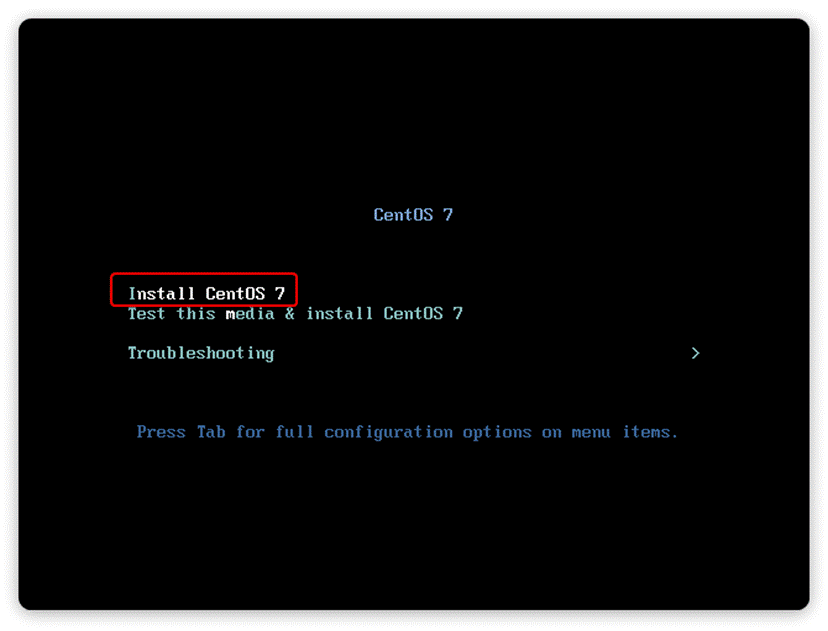 CentOS 7
Install CentOS 7
Test this media & install CentOS 7
Troubleshooting >
Press Tab for full configuration options on menu items.